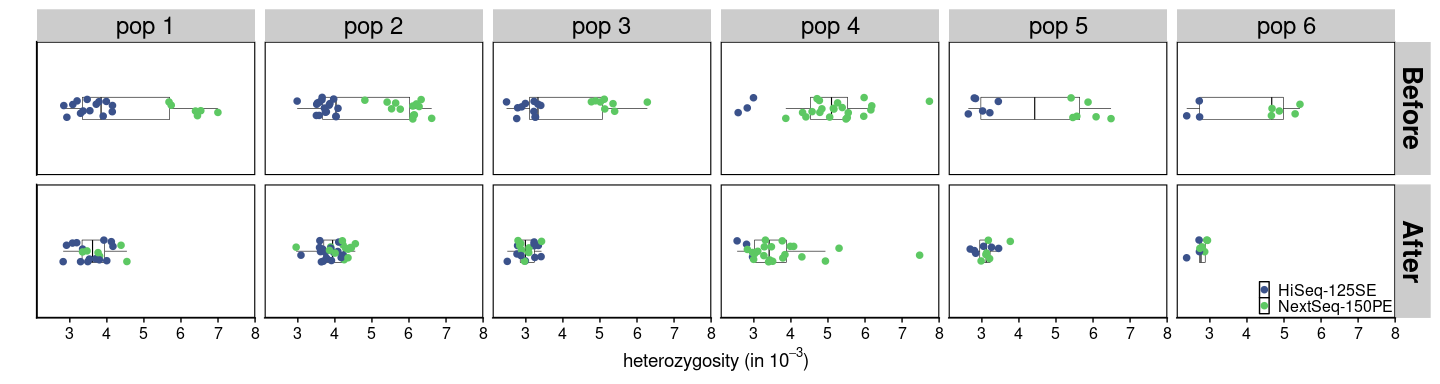 pop 1 pop 2 pop 3 pop 4 pop 5 pop 6
Before
After
HiSeq-125SE
NextSeq-150PE
3 4 5 6 7 8 3 4 5 6 7 8 3 4 5 6 7 8 3 4 5 6 7 8 3 4 5 6 7 8 3 4 5 6 7 8
heterozygosity (in 10⁻³)